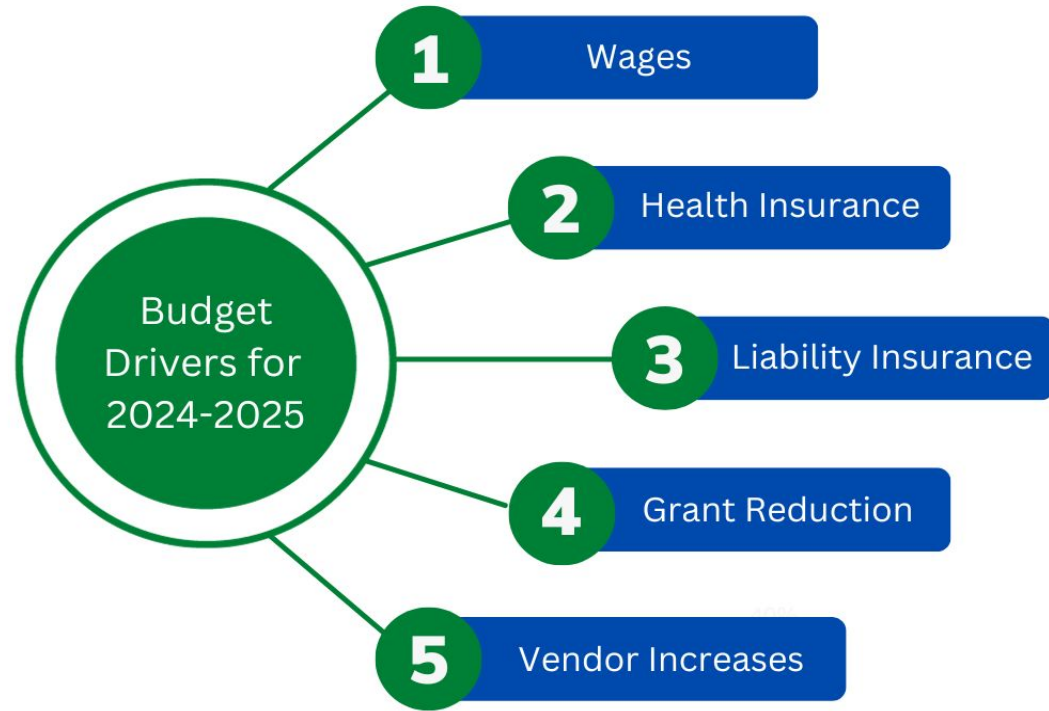 1
Wages
2
Health Insurance
Budget
Drivers for
2024-2025
3
Liability Insurance
4
Grant Reduction
5
Vendor Increases